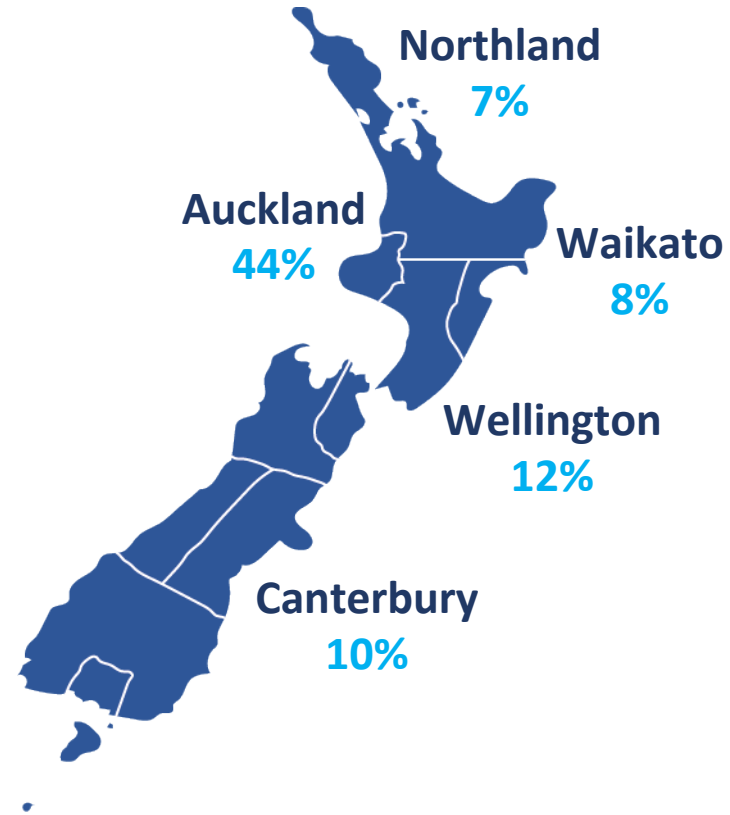 Northland
7%
Auckland
44%
Waikato
8%
Wellington
12%
Canterbury
10%